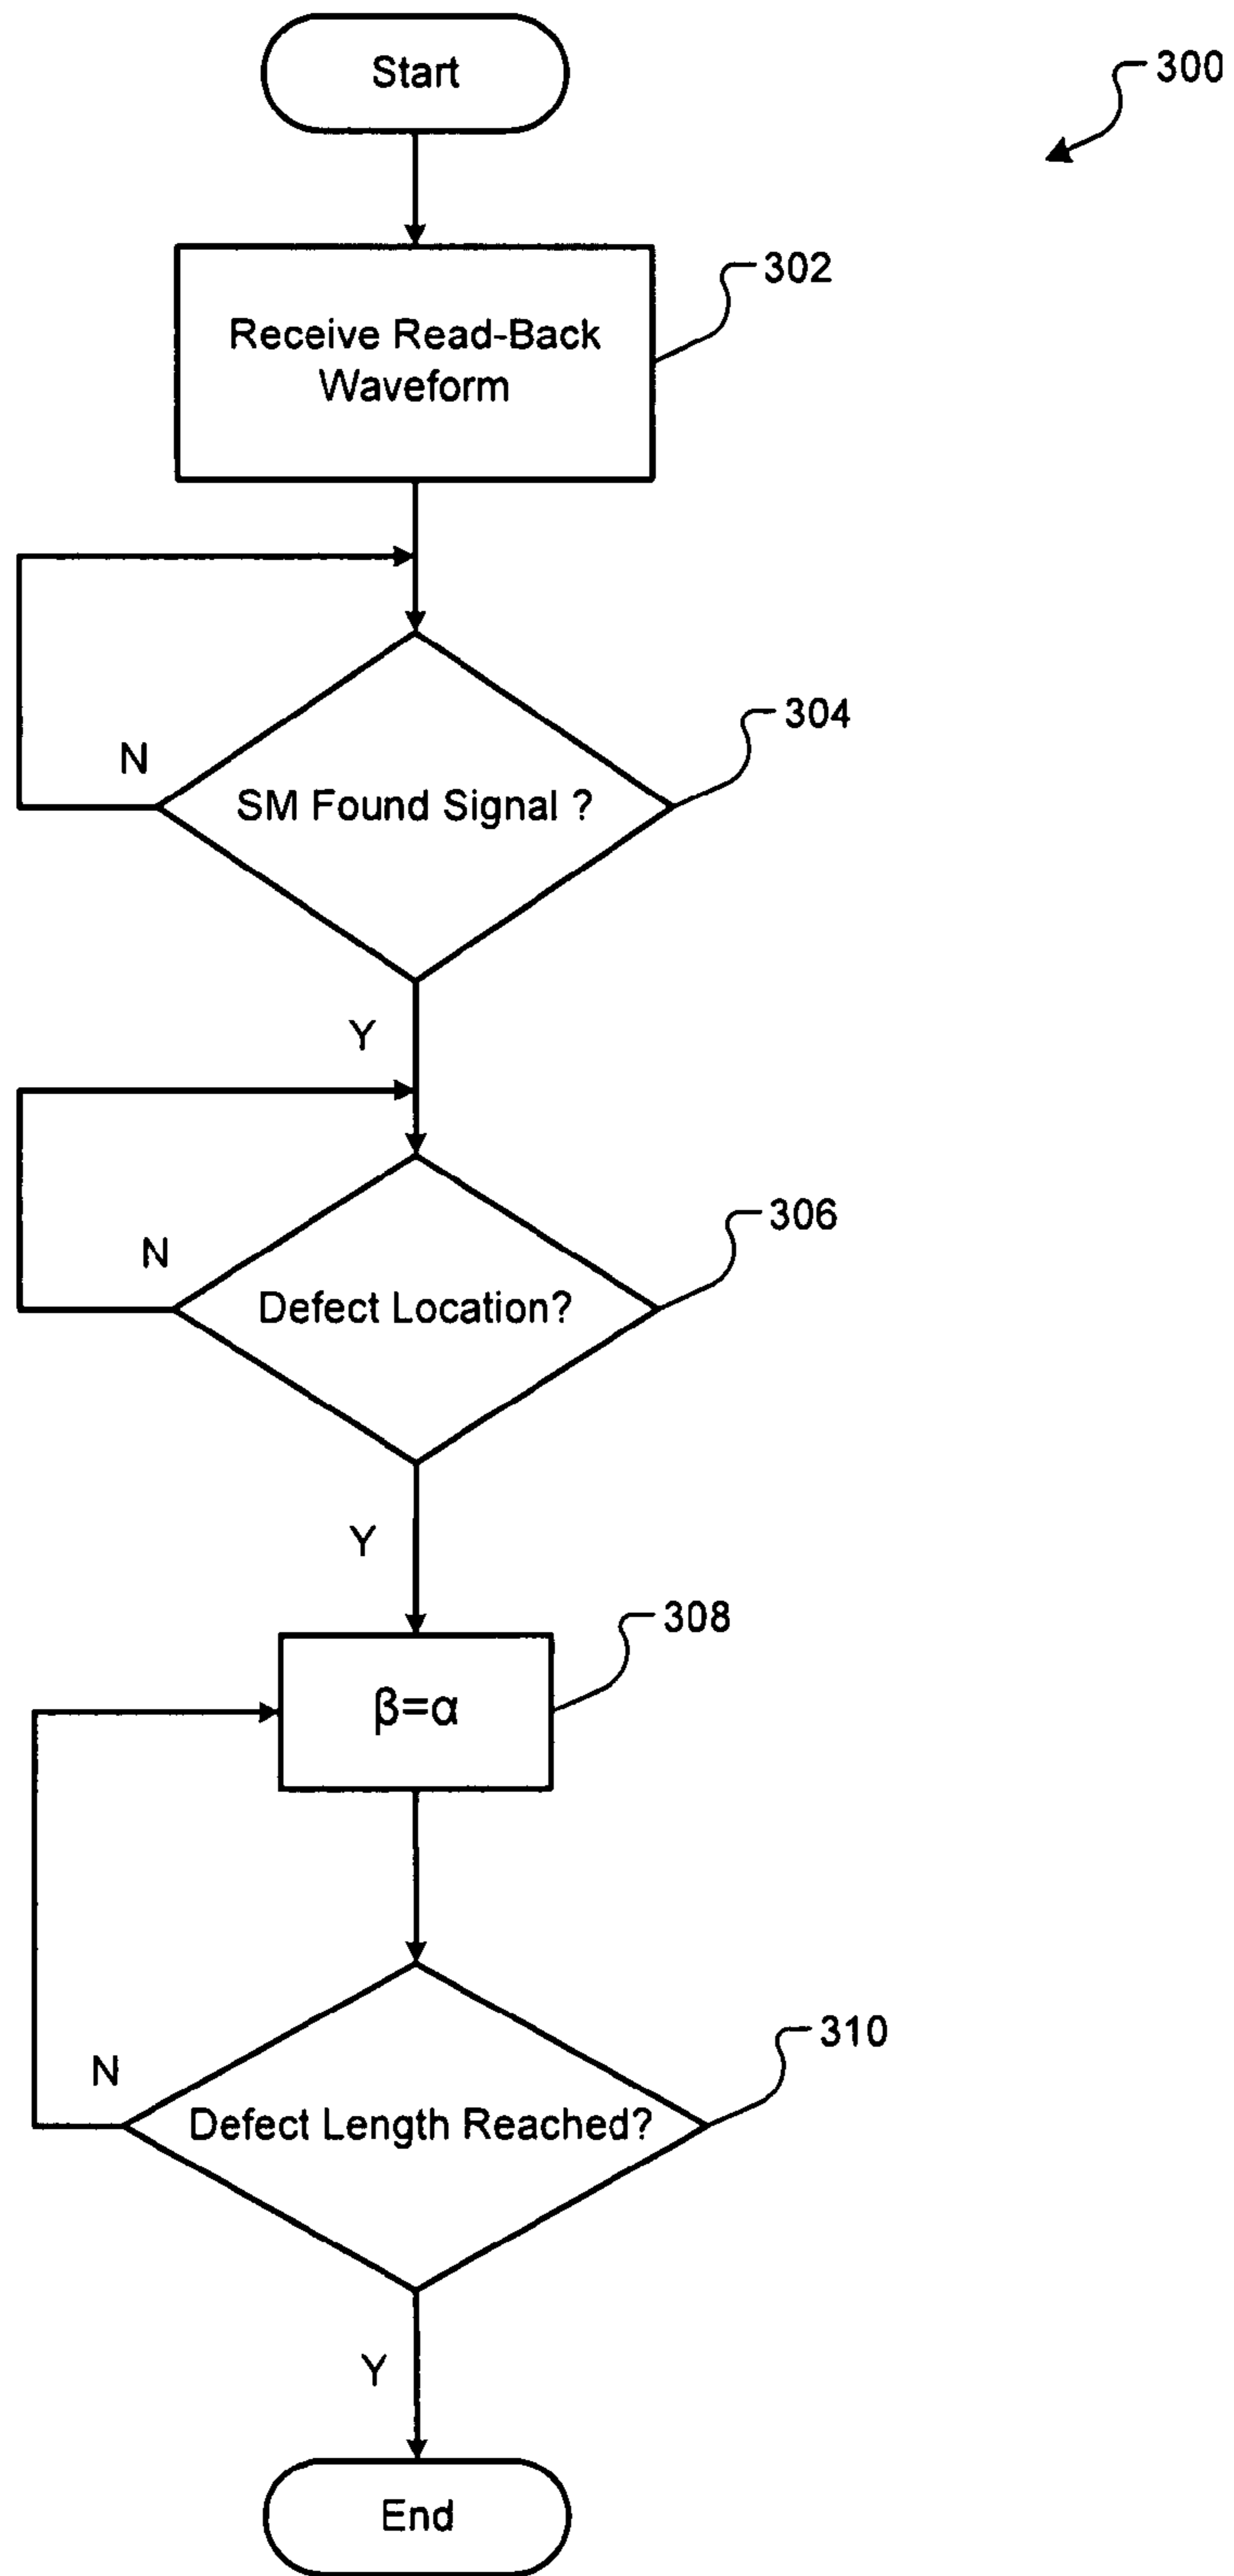 Start
300
Receive Read-Back
Waveform
302
SM Found Signal ?
304
N
Y
Defect Location?
306
N
Y
β=α
308
Defect Length Reached?
310
N
Y
End